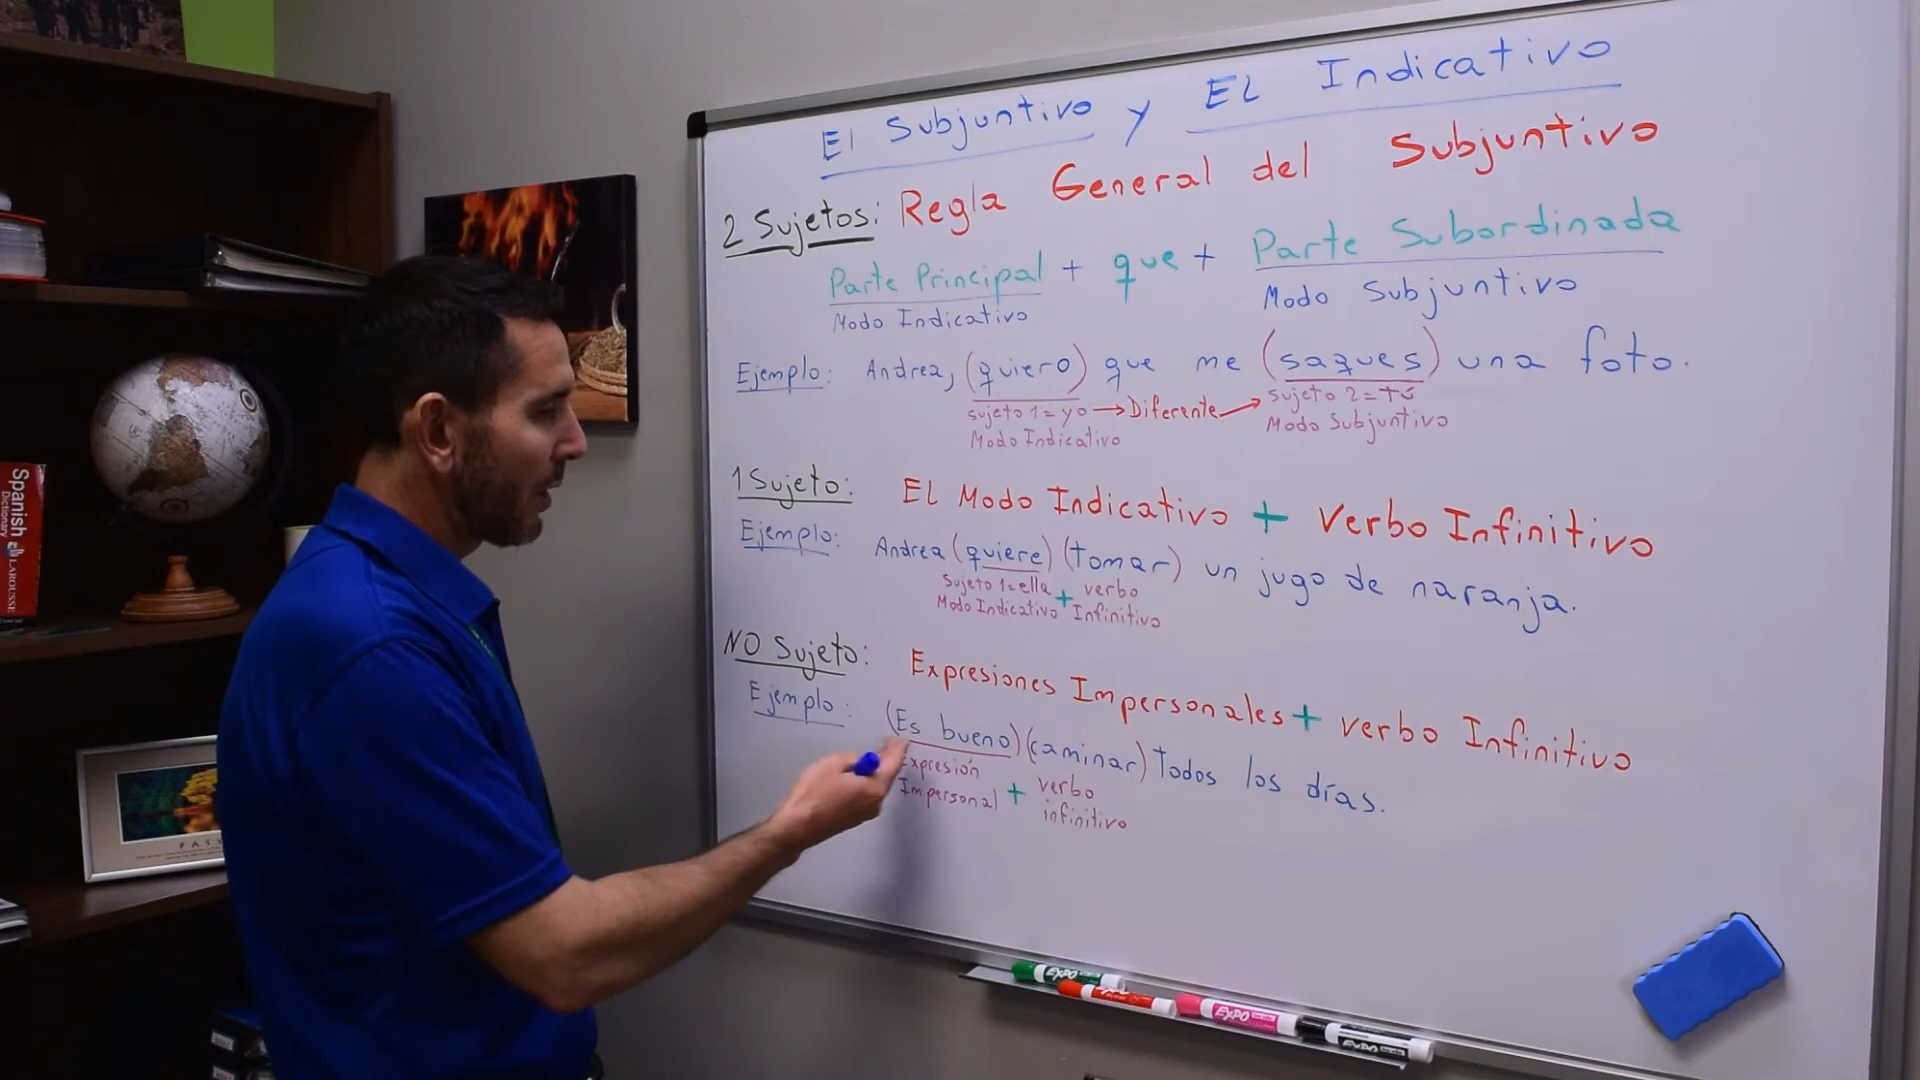 El Subjuntivo y EL Indicativo
2 Sujetos: Regla General del Subjuntivo
Parte Principal + que + Parte Subordinada
Modo Indicativo Modo Subjuntivo
Ejemplo: Andrea, (quiero) que me (saques) una foto.
sujeto 1 = yo → Diferente → sujeto 2 = tú
Modo Indicativo Modo Subjuntivo
1 Sujeto: EL Modo Indicativo + Verbo Infinitivo
Ejemplo: Andrea (quiere) (tomar) un jugo de naranja.
Sujeto 1=ella + verbo
Modo Indicativo Infinitivo
NO Sujeto: Expresiones Impersonales + verbo Infinitivo
Ejemplo: (Es bueno) (caminar) todos los días.
Expresión + verbo
Impersonal infinitivo
Spanish
Dictionary
LAROUSSE
EXPO
EXPO
EXPO